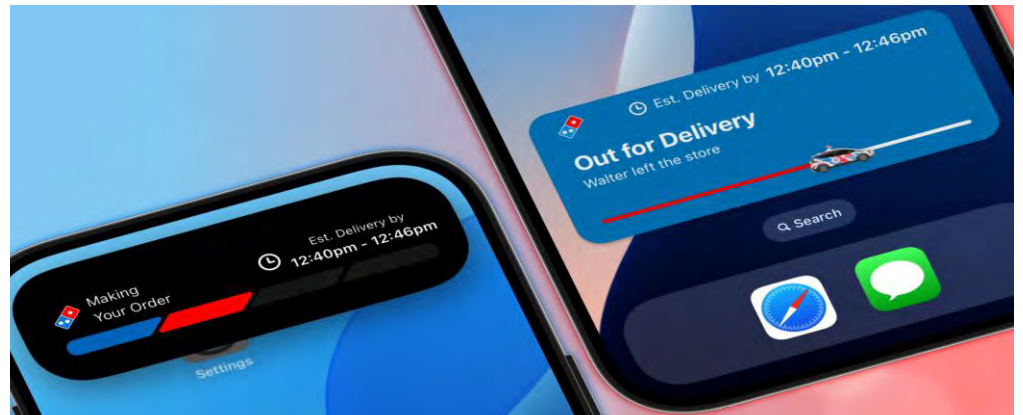 Est. Delivery by
12:40pm - 12:46pm
Making
Your Order
Settings
Est. Delivery by 12:40pm - 12:46pm
Out for Delivery
Walter left the store
Search